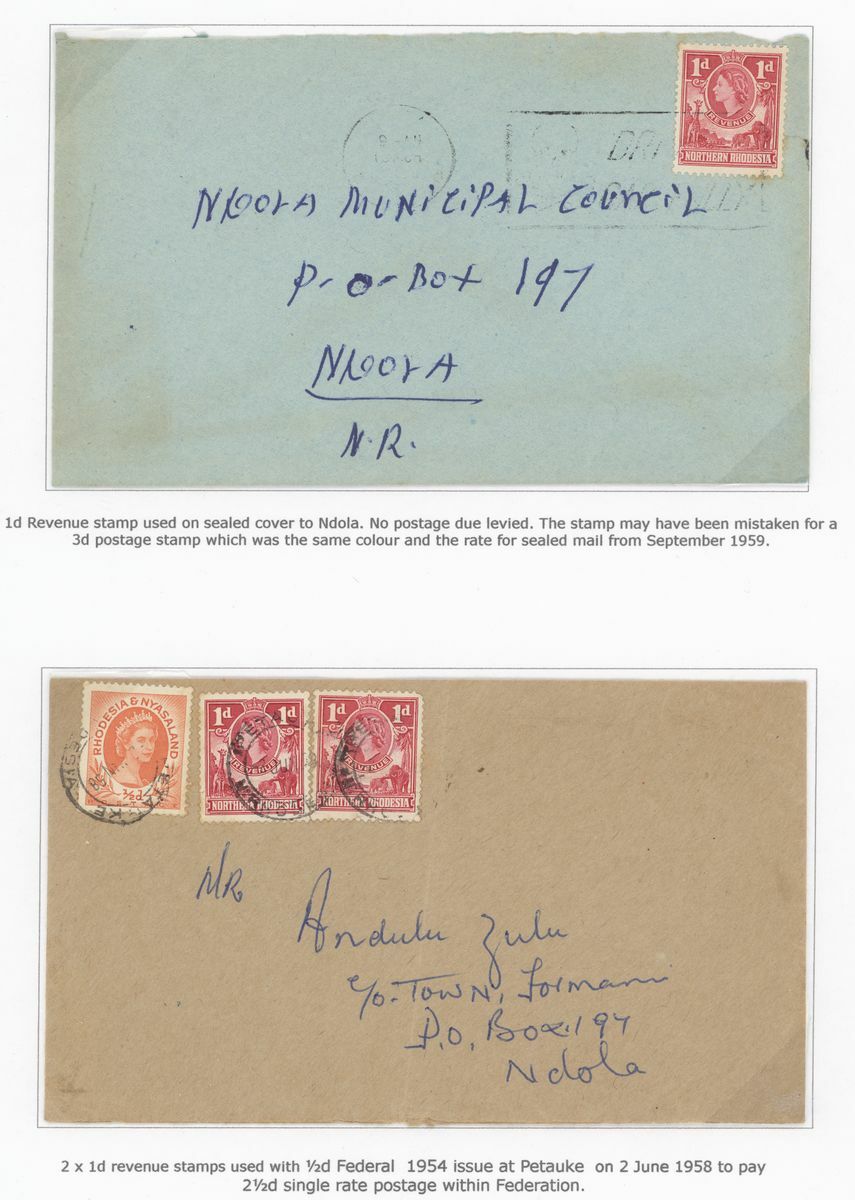 1d 1d
REVENUE
NORTHERN RHODESIA
DRI
NDOLA MUNICIPAL COUNCIL
P-O-BOX 197
NDOLA
N.R.
1d Revenue stamp used on sealed cover to Ndola. No postage due levied. The stamp may have been mistaken for a
3d postage stamp which was the same colour and the rate for sealed mail from September 1959.
RHODESIA & NYASALAND
½d
1d 1d
REVENUE
NORTHERN RHODESIA
1d 1d
REVENUE
NORTHERN RHODESIA
MR
Andulu Zulu
c/o-Town, Formann
P.O. Box.197
Ndola
2 x 1d revenue stamps used with ½d Federal 1954 issue at Petauke on 2 June 1958 to pay
2½d single rate postage within Federation.